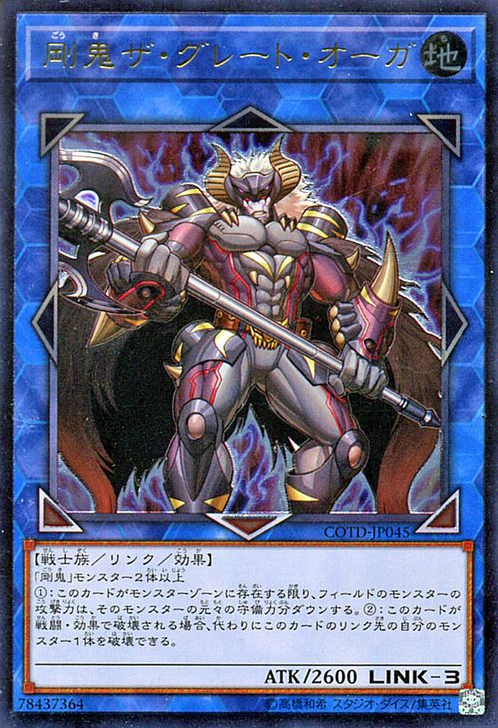 剛鬼ザ・グレート・オーガ 地
COTD-JP045
【戦士族／リンク／効果】
「剛鬼」モンスター２体以上
①：このカードがモンスターゾーンに存在する限り、フィールドのモンスターの
攻撃力は、そのモンスターの元々の守備力分ダウンする。②：このカードが
戦闘・効果で破壊される場合、代わりにこのカードのリンク先の自分のモン
スター１体を破壊できる。
ATK/2600 LINK-3
78437364 ©高橋和希 スタジオ・ダイス/集英社